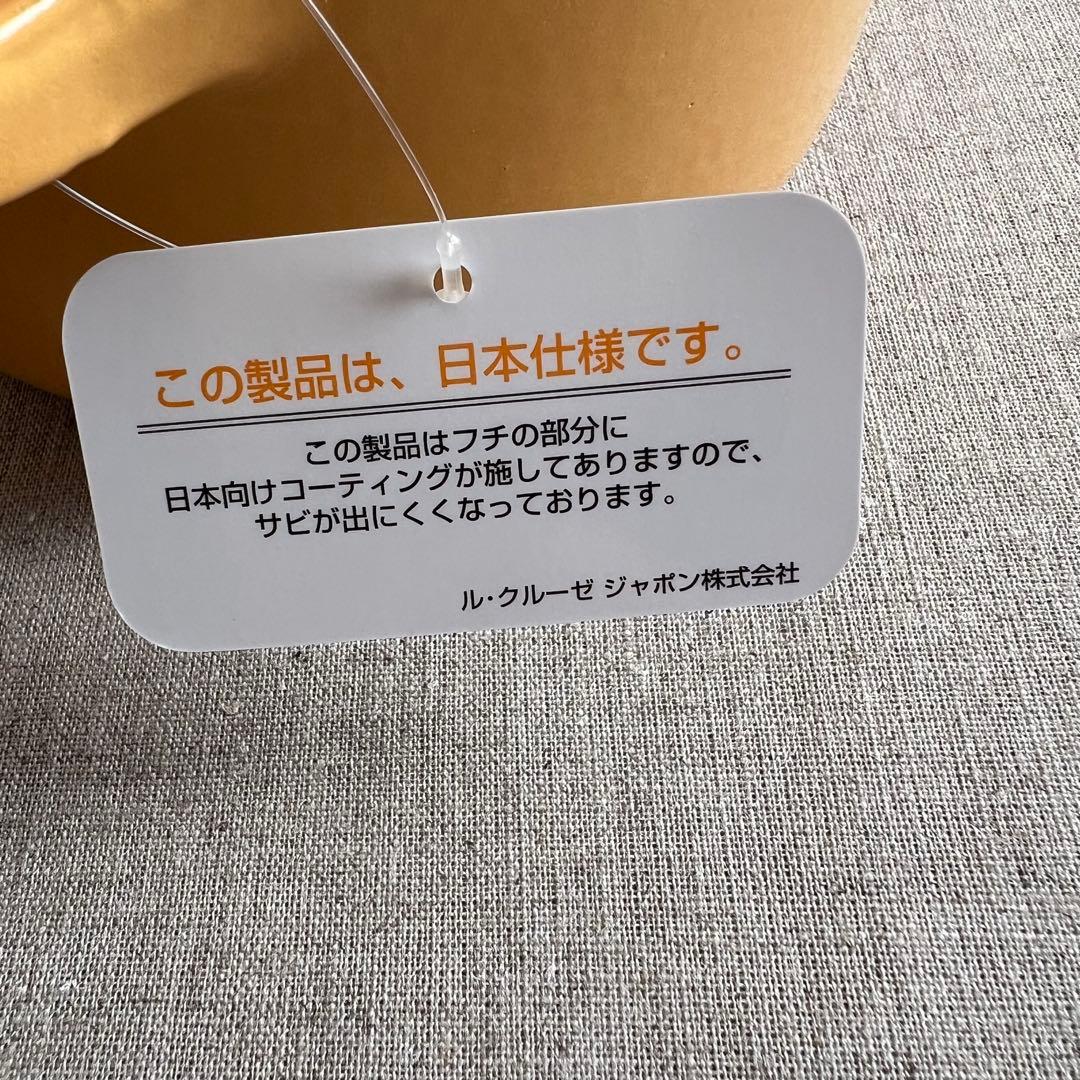 この製品は、日本仕様です。
この製品はフチの部分に
日本向けコーティングが施してありますので、
サビが出にくくなっております。
ル・クルーゼ ジャポン株式会社